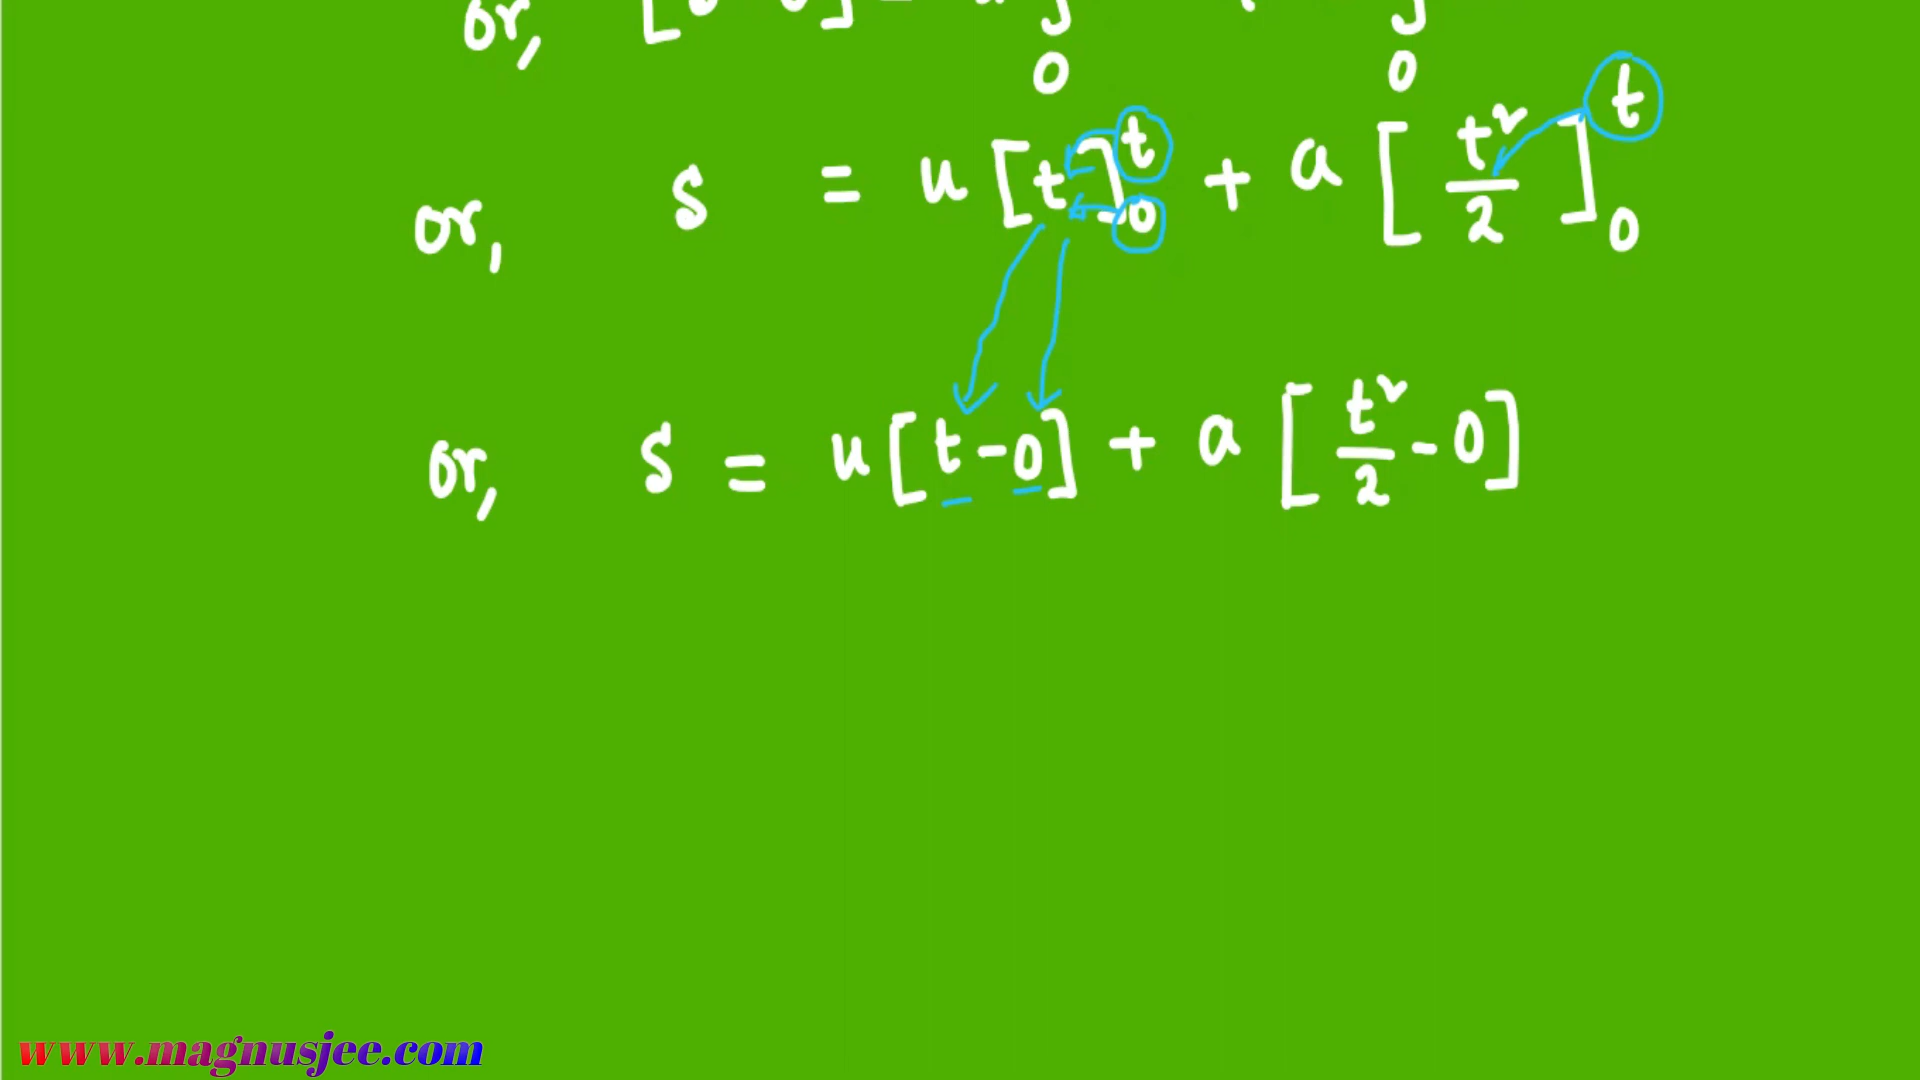 or,
0 0
or, s = u [t]₀ᵗ + a [t²/2]₀ᵗ
or, s = u[t-0] + a [t²/2 - 0]
www.magnusjee.com